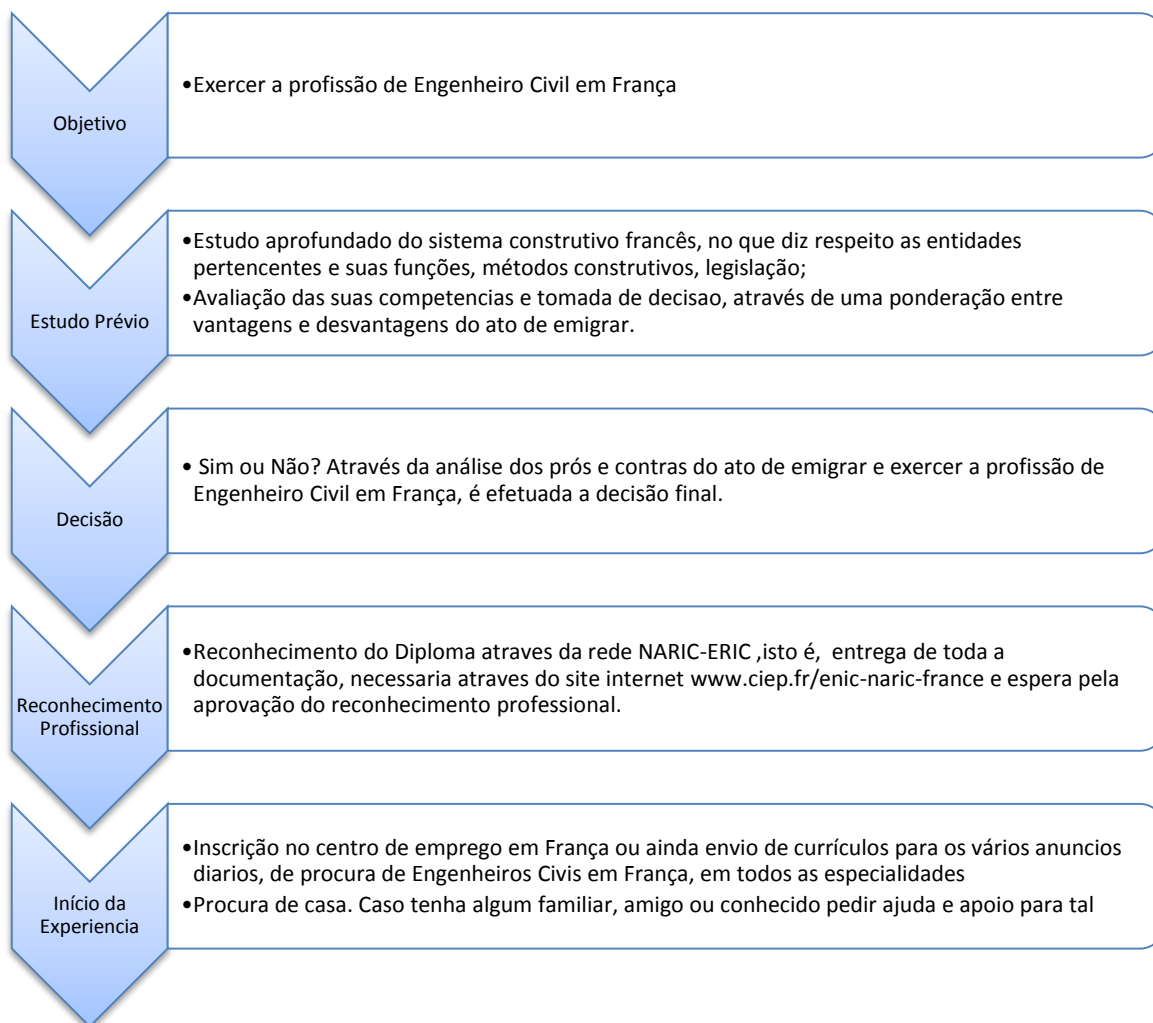 Objetivo
•Exercer a profissão de Engenheiro Civil em França
Estudo Prévio
•Estudo aprofundado do sistema construtivo francês, no que diz respeito as entidades
pertencentes e suas funções, métodos construtivos, legislação;
•Avaliação das suas competencias e tomada de decisao, através de uma ponderação entre
vantagens e desvantagens do ato de emigrar.
Decisão
• Sim ou Não? Através da análise dos prós e contras do ato de emigrar e exercer a profissão de
Engenheiro Civil em França, é efetuada a decisão final.
Reconhecimento
Profissional
•Reconhecimento do Diploma atraves da rede NARIC-ERIC ,isto é, entrega de toda a
documentação, necessaria atraves do site internet www.ciep.fr/enic-naric-france e espera pela
aprovação do reconhecimento professional.
Início da
Experiencia
•Inscrição no centro de emprego em França ou ainda envio de currículos para os vários anuncios
diarios, de procura de Engenheiros Civis em França, em todos as especialidades
•Procura de casa. Caso tenha algum familiar, amigo ou conhecido pedir ajuda e apoio para tal